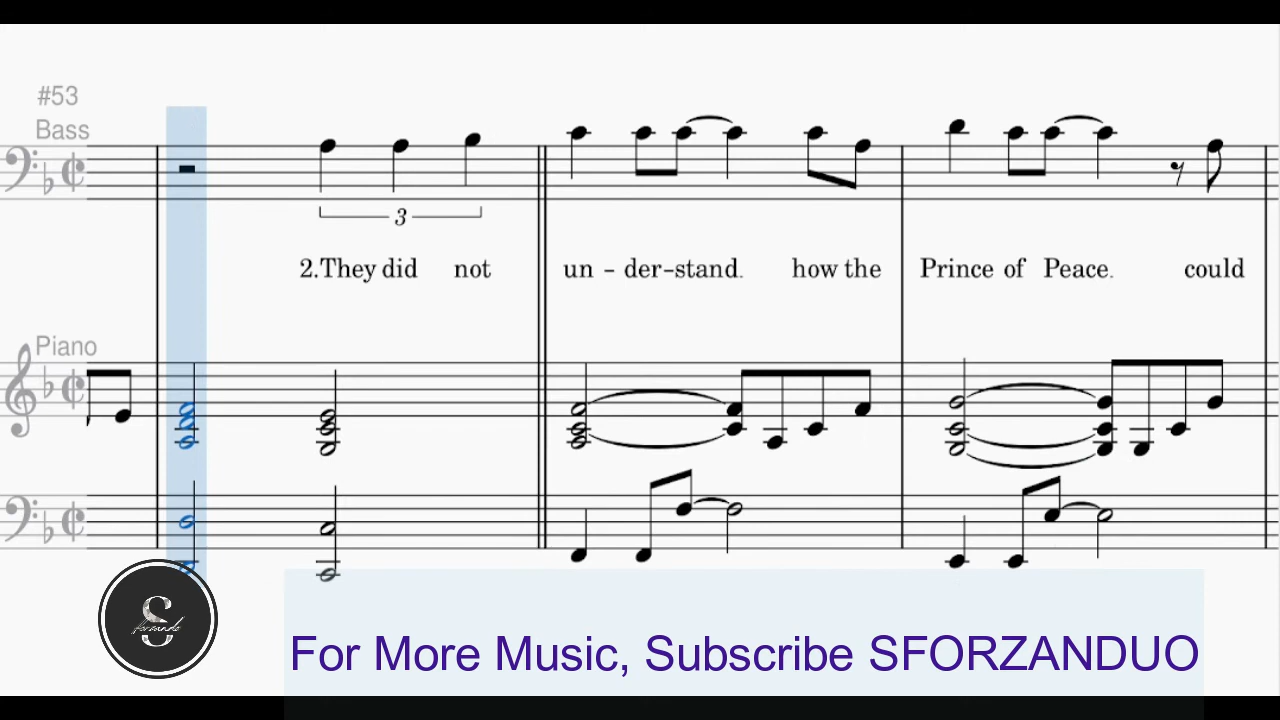 #53
Bass
3
2.They did not un - der-stand. how the Prince of Peace. could
Piano
S
forzando
For More Music, Subscribe SFORZANDUO